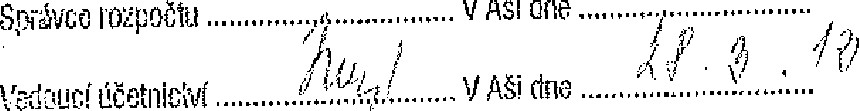 Správce rozpočtu ........................ V Aši dne ........................
Vedoucí účetnictví ........................ V Aši dne 28. 3. 18